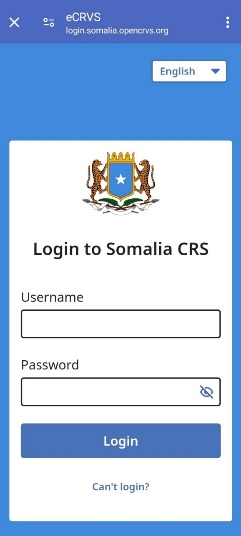 eCRVS
login.somalia.opencrvs.org
English
Login to Somalia CRS
Username
Password
Login
Can't login?